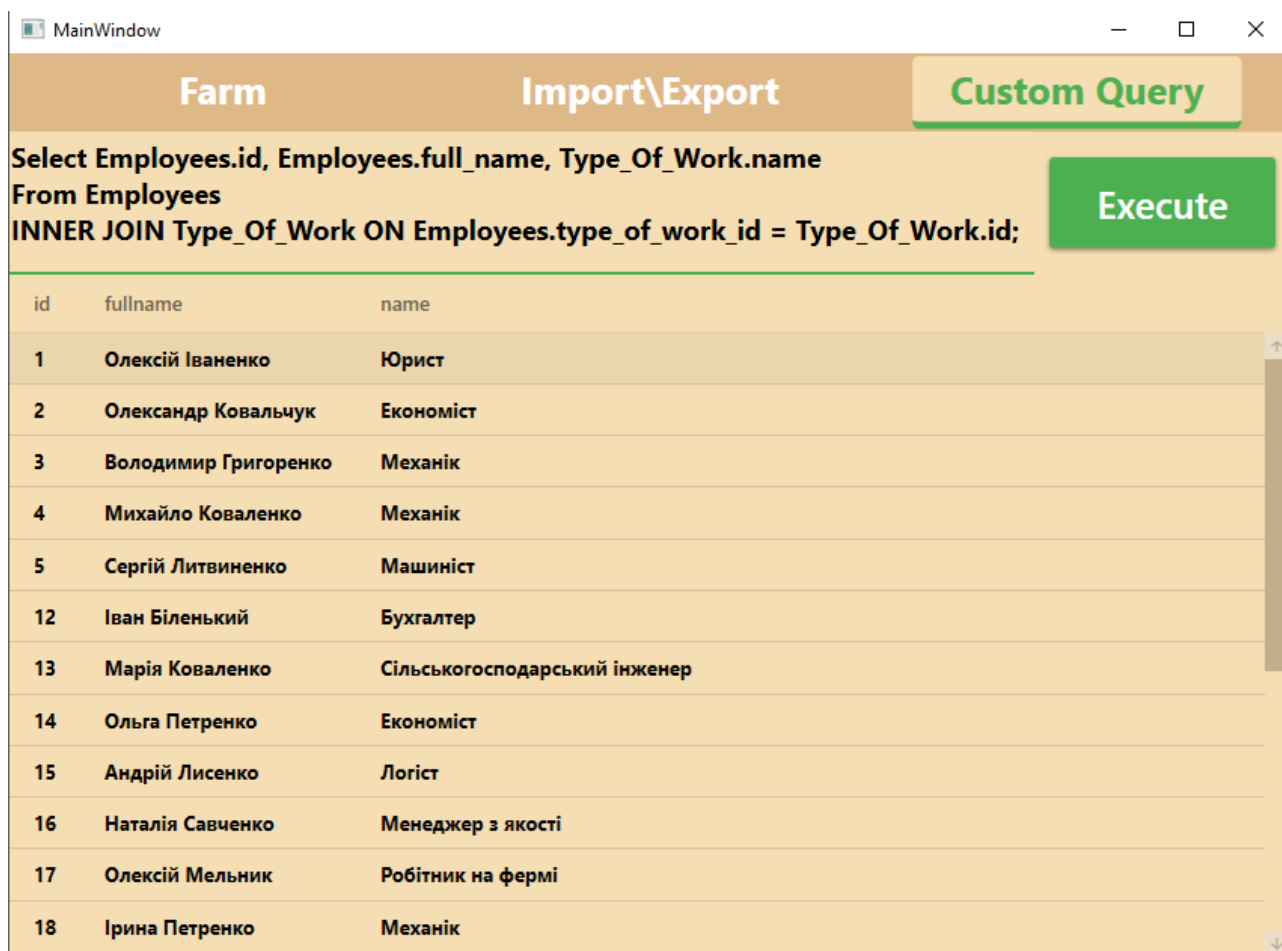 MainWindow
Farm Import\Export Custom Query
Select Employees.id, Employees.full_name, Type_Of_Work.name
From Employees
INNER JOIN Type_Of_Work ON Employees.type_of_work_id = Type_Of_Work.id;
Execute
id fullname name
1 Олексій Іваненко Юрист
2 Олександр Ковальчук Економіст
3 Володимир Григоренко Механік
4 Михайло Коваленко Механік
5 Сергій Литвиненко Машиніст
12 Іван Біленький Бухгалтер
13 Марія Коваленко Сільськогосподарський інженер
14 Ольга Петренко Економіст
15 Андрій Лисенко Логіст
16 Наталія Савченко Менеджер з якості
17 Олексій Мельник Робітник на фермі
18 Ірина Петренко Механік